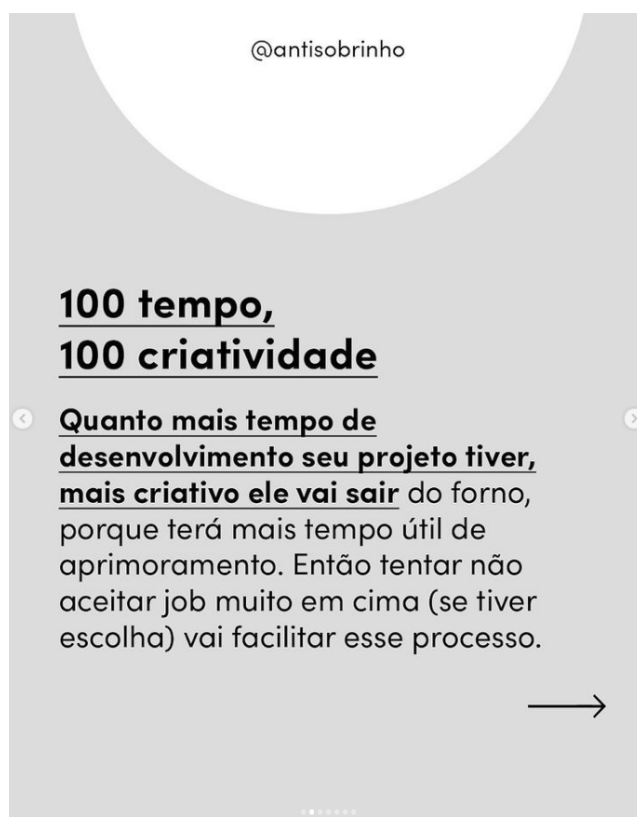 @antisobrinho
100 tempo,
100 criatividade
Quanto mais tempo de
desenvolvimento seu projeto tiver,
mais criativo ele vai sair do forno,
porque terá mais tempo útil de
aprimoramento. Então tentar não
aceitar job muito em cima (se tiver
escolha) vai facilitar esse processo.